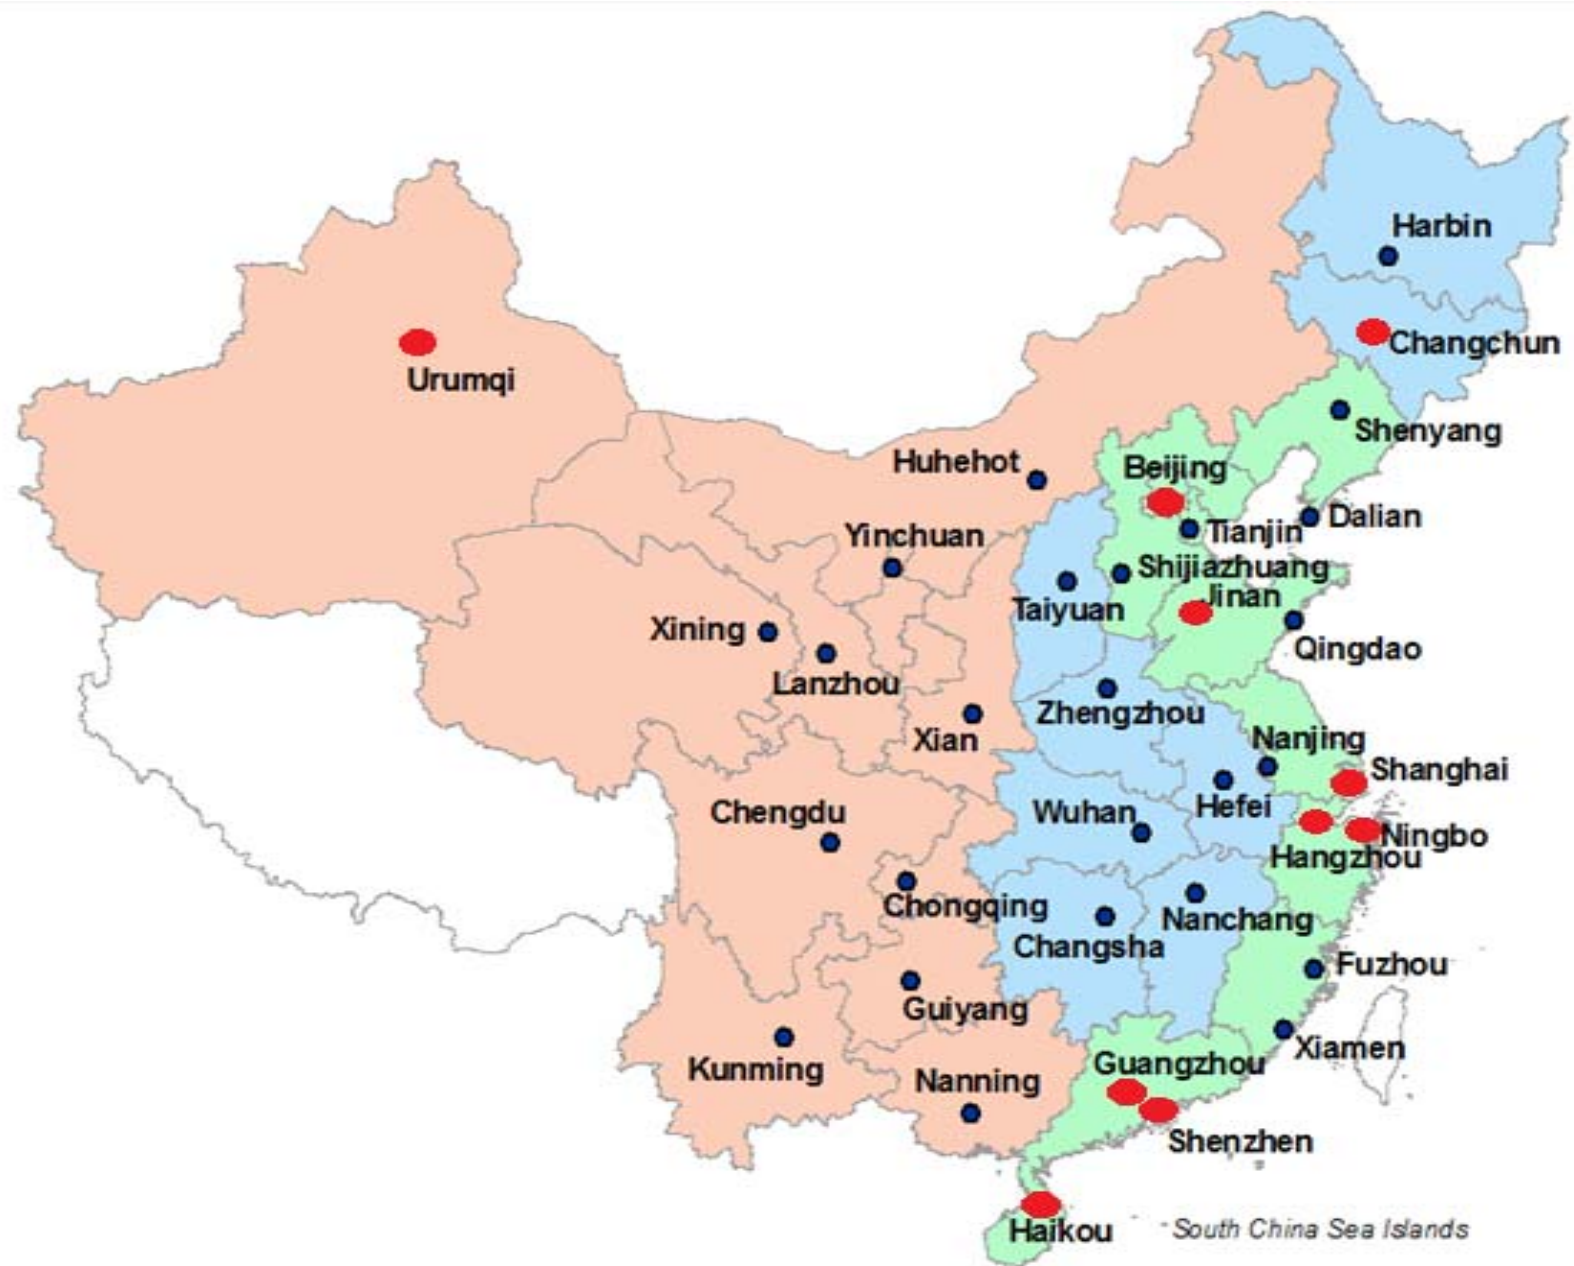 Harbin
Changchun
Urumqi
Shenyang
Huhehot
Beijing
Dalian
Tianjin
Yinchuan
Shijiazhuang
Jinan
Taiyuan
Xining
Qingdao
Lanzhou
Zhengzhou
Xian
Nanjing
Shanghai
Hefei
Chengdu
Wuhan
Ningbo
Hangzhou
Chongqing
Nanchang
Changsha
Fuzhou
Guiyang
Xiamen
Kunming
Guangzhou
Nanning
Shenzhen
Haikou
South China Sea Islands